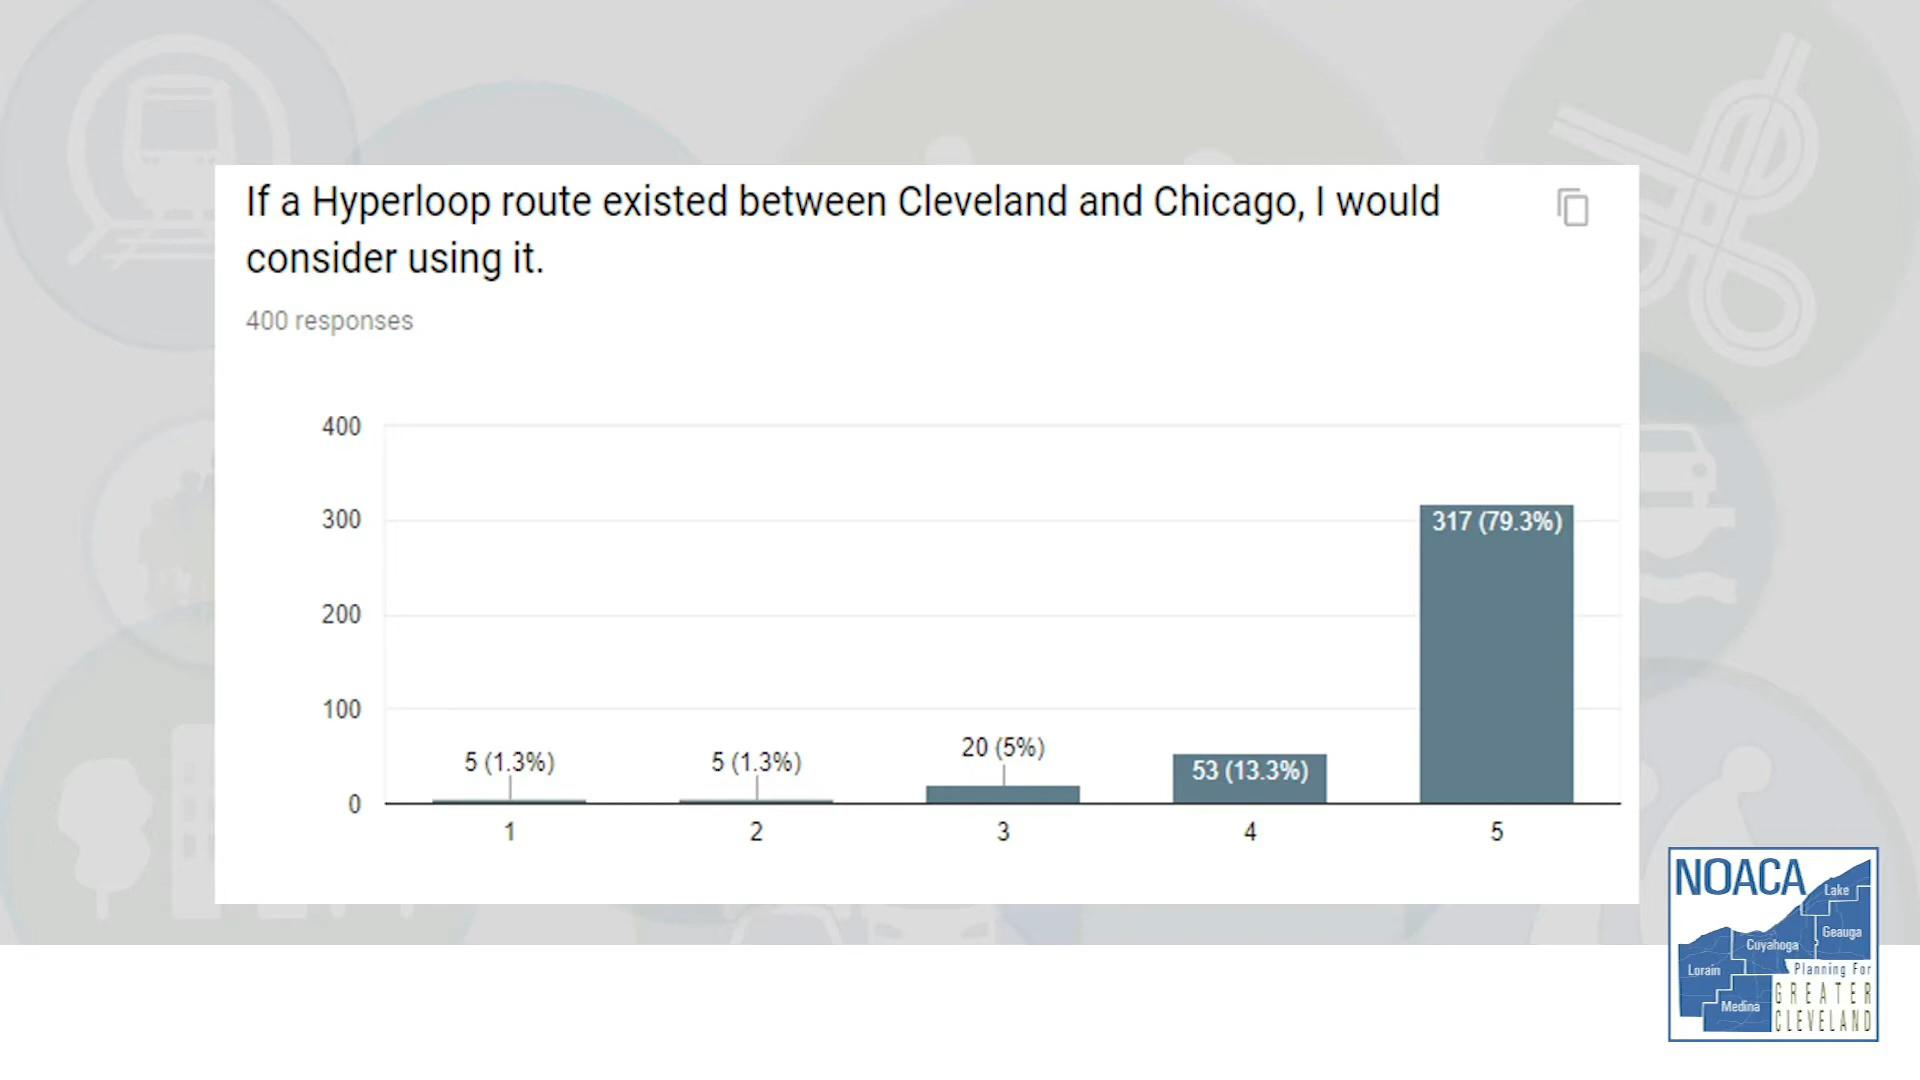 If a Hyperloop route existed between Cleveland and Chicago, I would
consider using it.
400 responses
400
300
200
100
0
5 (1.3%)
5 (1.3%)
20 (5%)
53 (13.3%)
317 (79.3%)
1
2
3
4
5
NOACA
Lake
Geauga
Cuyahoga
Lorain
Medina
Planning For
GREATER
CLEVELAND